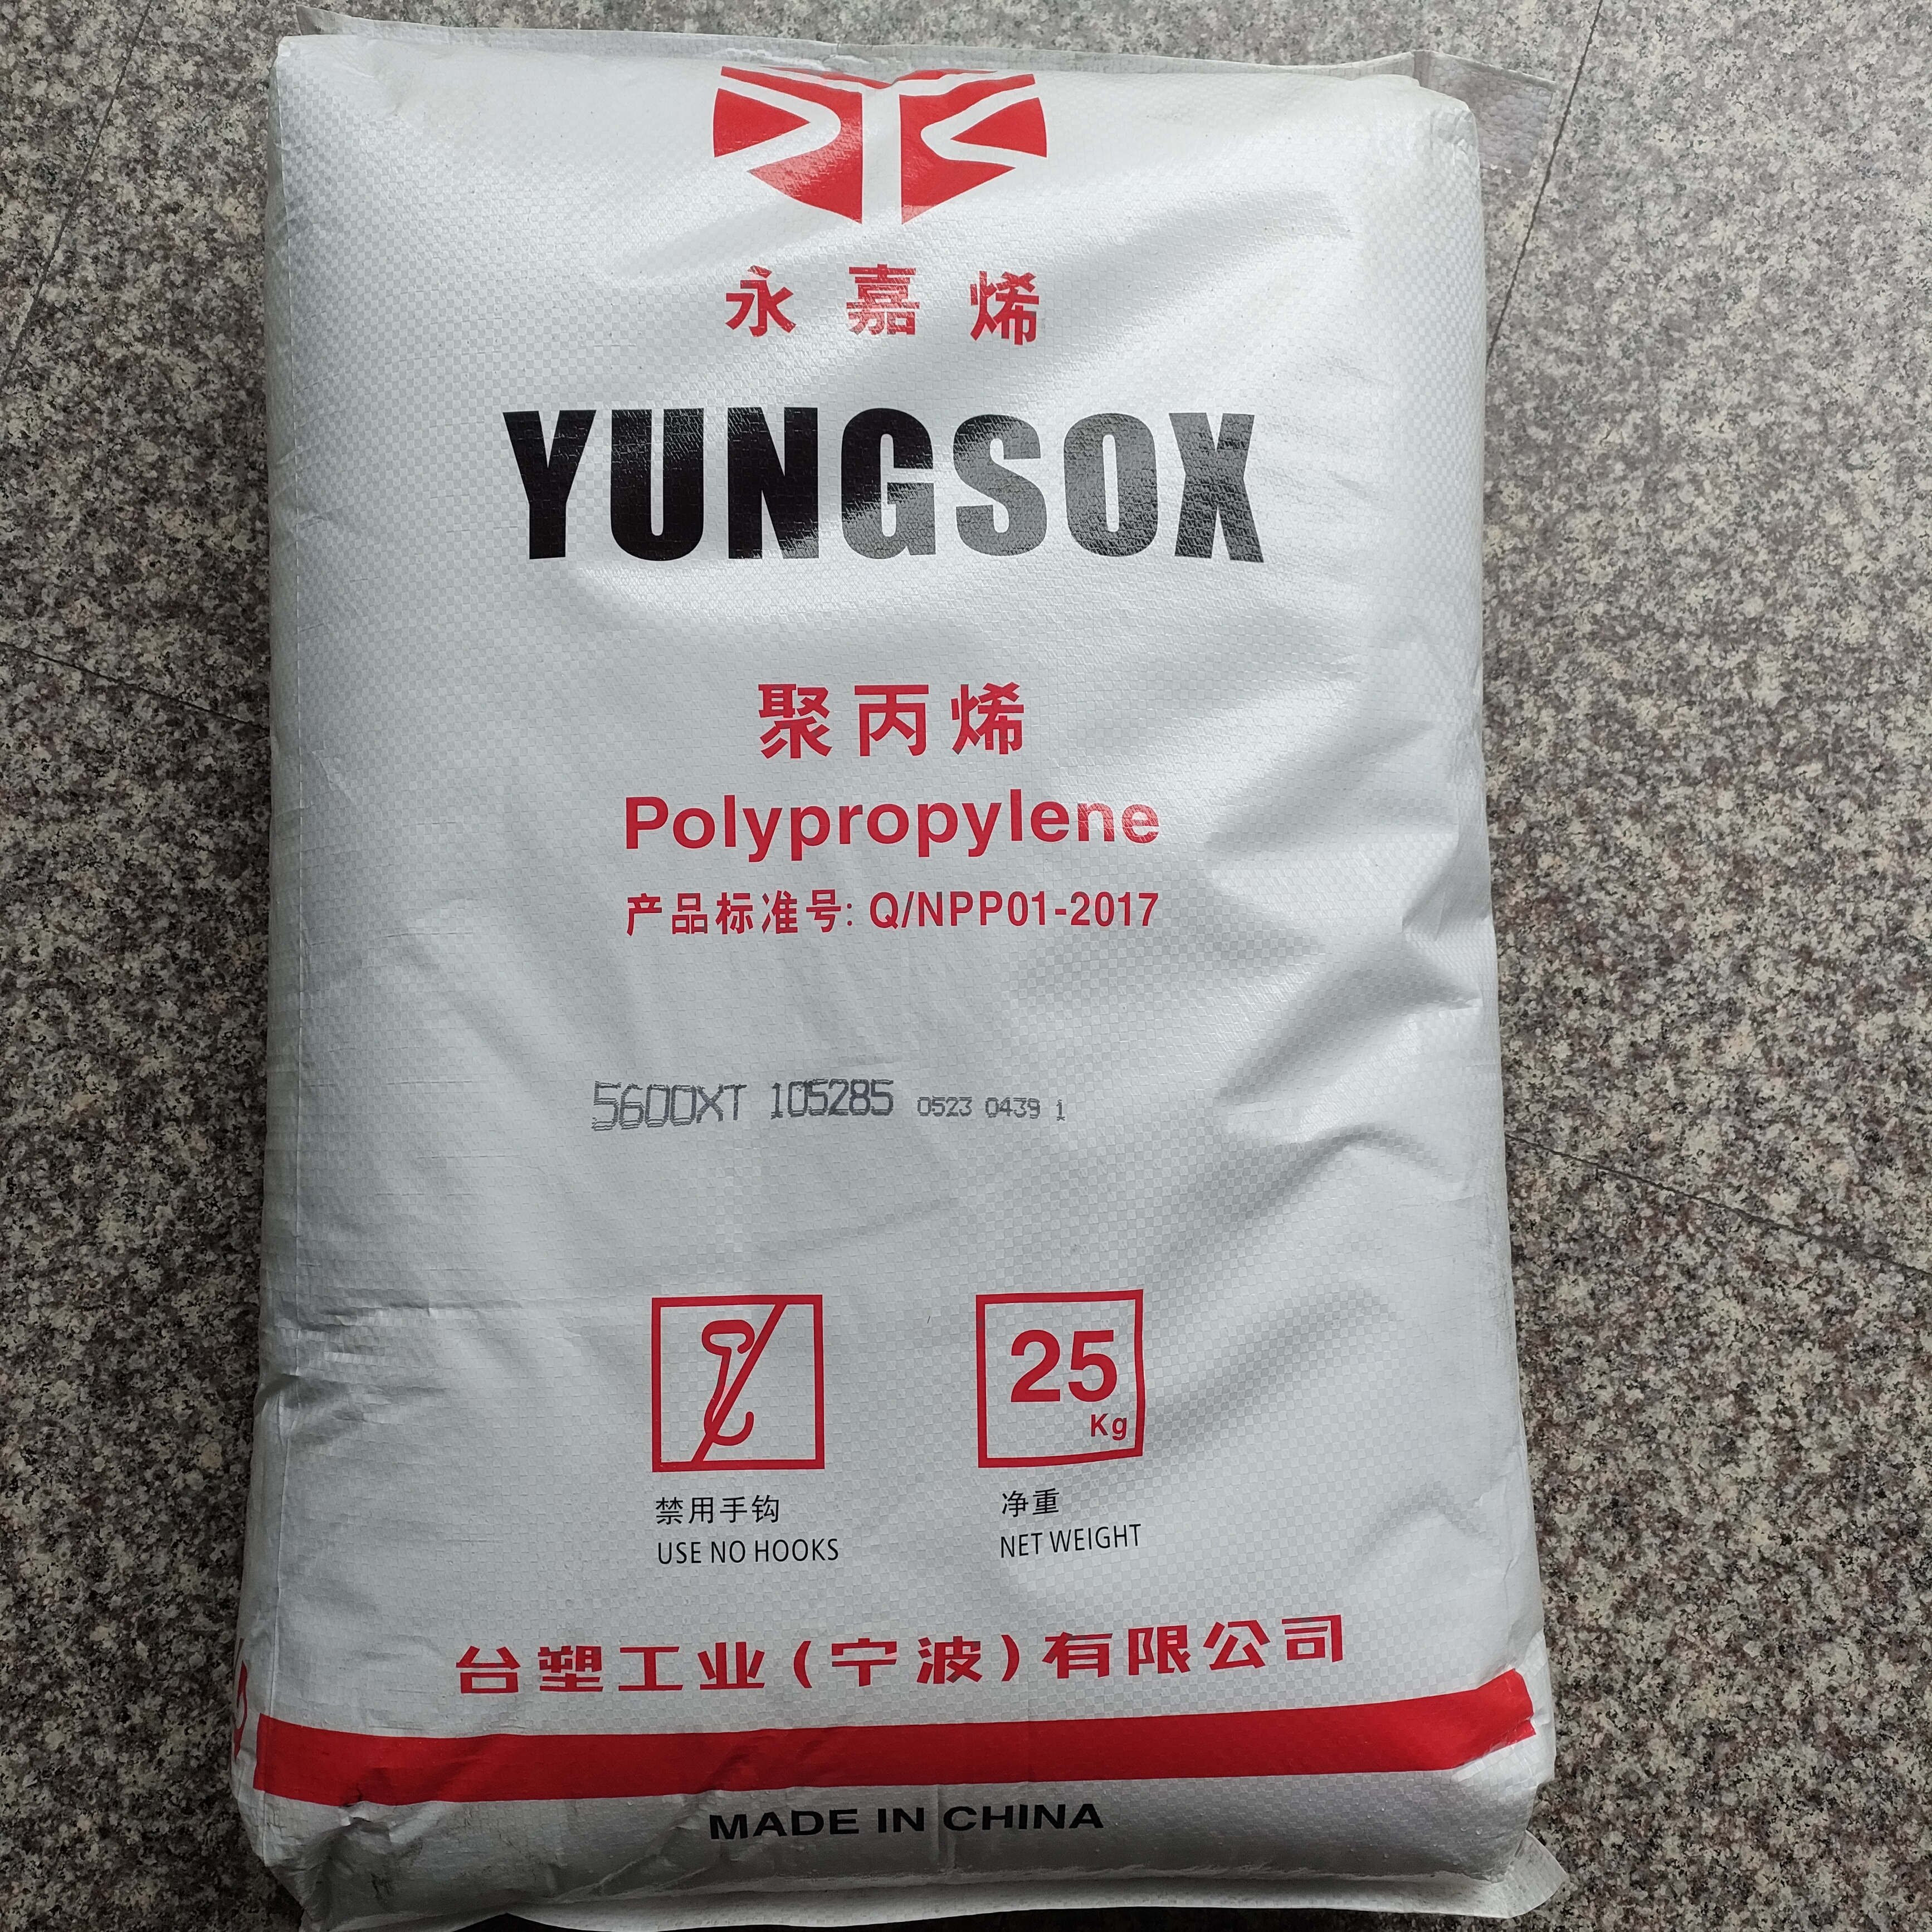 永嘉烯
YUNGSOX
聚丙烯
Polypropylene
产品标准号: Q/NPP01-2017
5600XT 105285 0523 0439 1
25
Kg
禁用手钩
净重
USE NO HOOKS
NET WEIGHT
台塑工业(宁波)有限公司
MADE IN CHINA